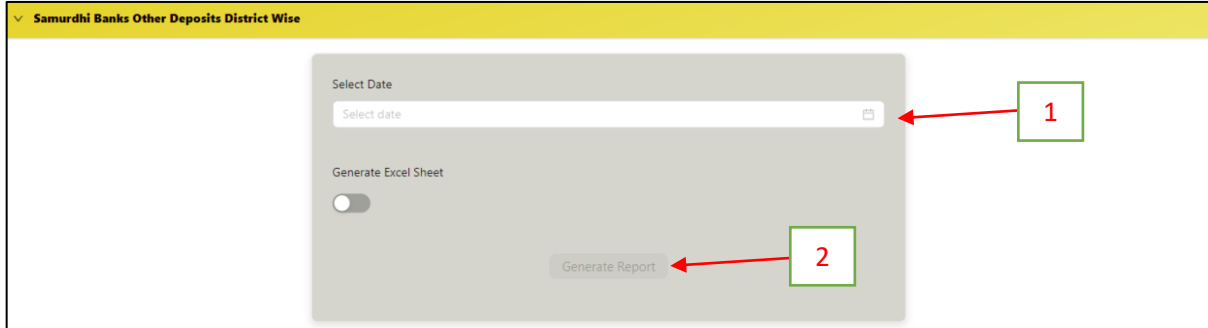 Samurdhi Banks Other Deposits District Wise
Select Date
Select date
1
Generate Excel Sheet
Generate Report
2